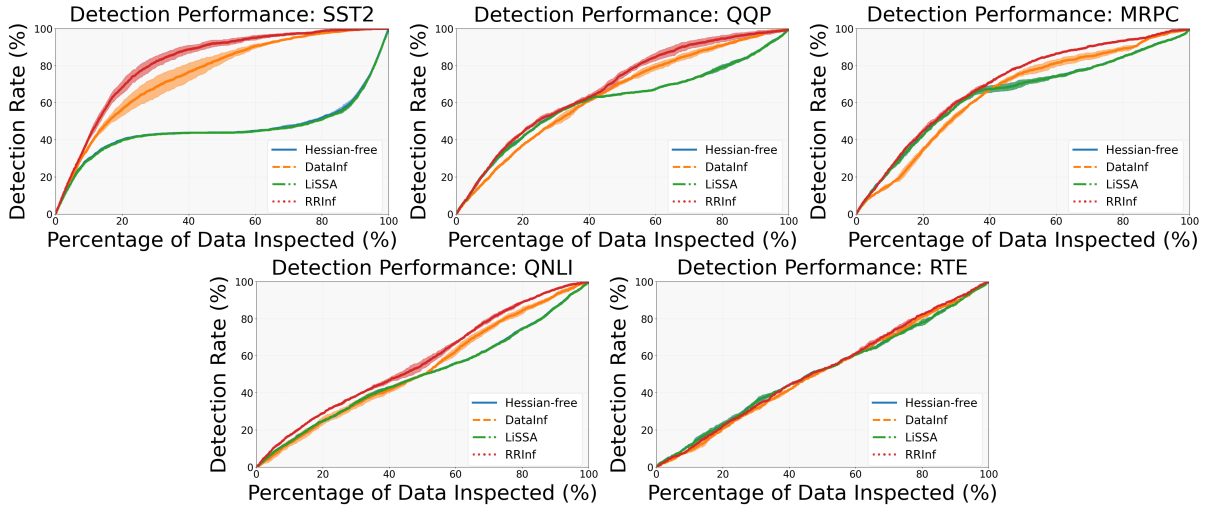 Detection Performance: SST2
Detection Rate (%)
100
80
60
40
20
0
0 20 40 60 80 100
Percentage of Data Inspected (%)
Hessian-free
DataInf
LiSSA
RRInf
Detection Performance: QQP
Detection Rate (%)
100
80
60
40
20
0
0 20 40 60 80 100
Percentage of Data Inspected (%)
Hessian-free
DataInf
LiSSA
RRInf
Detection Performance: MRPC
Detection Rate (%)
100
80
60
40
20
0
0 20 40 60 80 100
Percentage of Data Inspected (%)
Hessian-free
DataInf
LiSSA
RRInf
Detection Performance: QNLI
Detection Rate (%)
100
80
60
40
20
0
0 20 40 60 80 100
Percentage of Data Inspected (%)
Hessian-free
DataInf
LiSSA
RRInf
Detection Performance: RTE
Detection Rate (%)
100
80
60
40
20
0
0 20 40 60 80 100
Percentage of Data Inspected (%)
Hessian-free
DataInf
LiSSA
RRInf